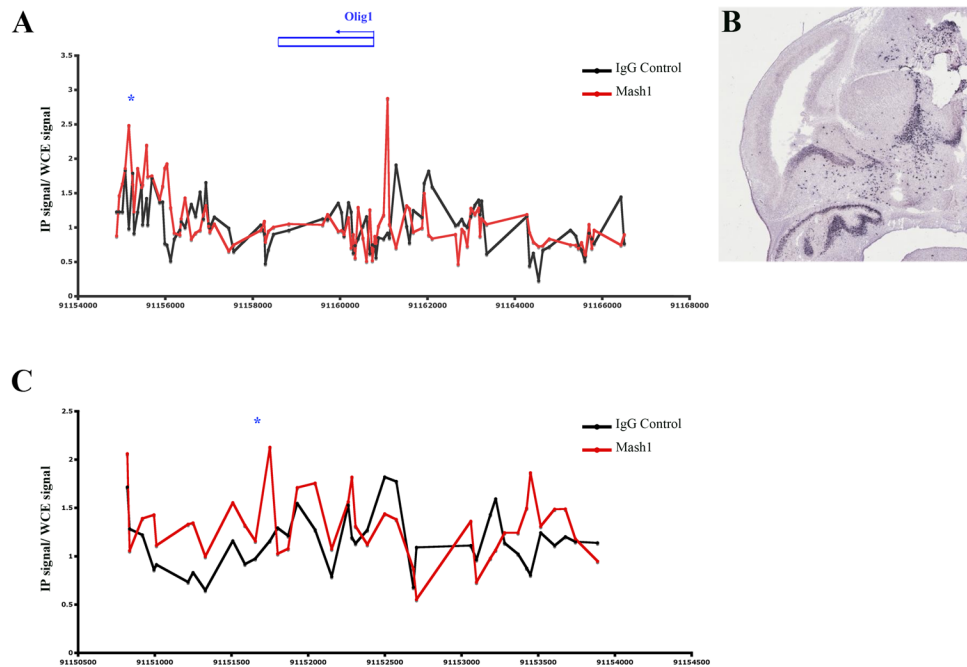 A
B
Olig1
3.5
3
2.5
2
1.5
1
0.5
0
IP signal/ WCE signal
*
IgG Control
Mash1
91154000 91156000 91158000 91160000 91162000 91164000 91166000 91168000
C
2.5
2
1.5
1
0.5
0
IP signal/ WCE signal
*
IgG Control
Mash1
91150500 91151000 91151500 91152000 91152500 91153000 91153500 91154000 91154500